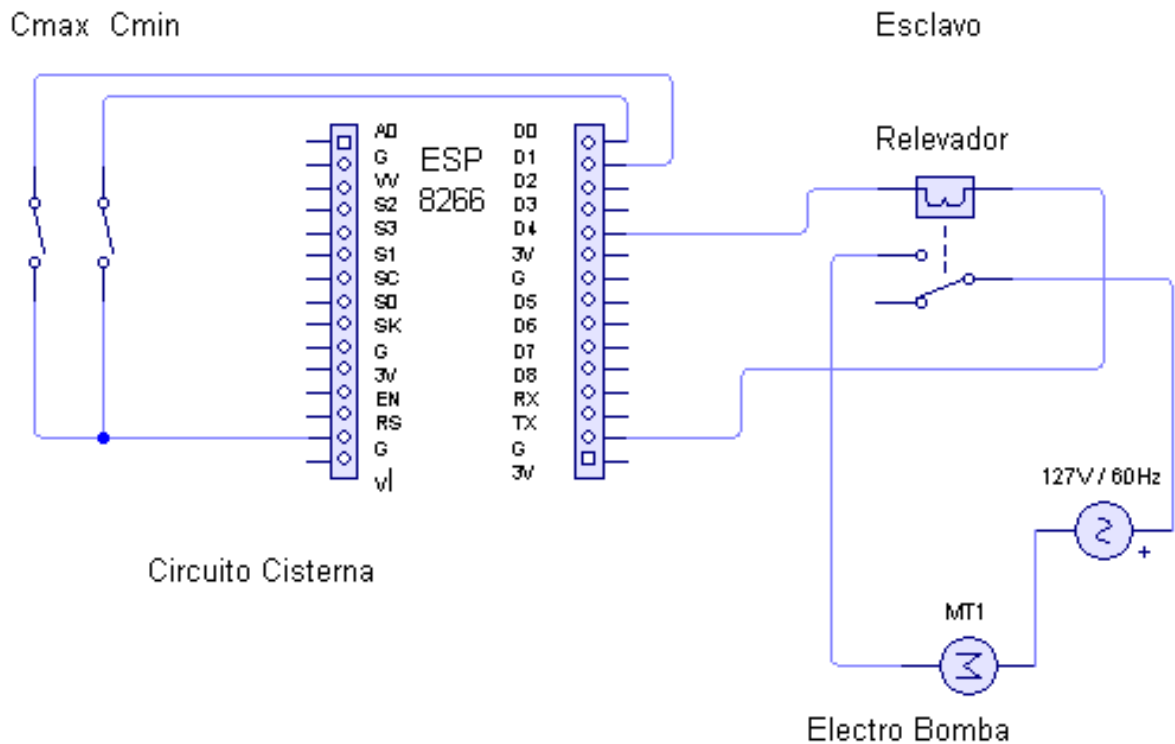 Cmax Cmin
Esclavo
Relevador
ESP
8266
A0
G
VV
S2
S3
S1
SC
S0
SK
G
3V
EN
RS
G
VI
D0
D1
D2
D3
D4
3V
G
D5
D6
D7
D8
RX
TX
G
3V
127V / 60Hz
+
MT1
M
Circuito Cisterna
Electro Bomba